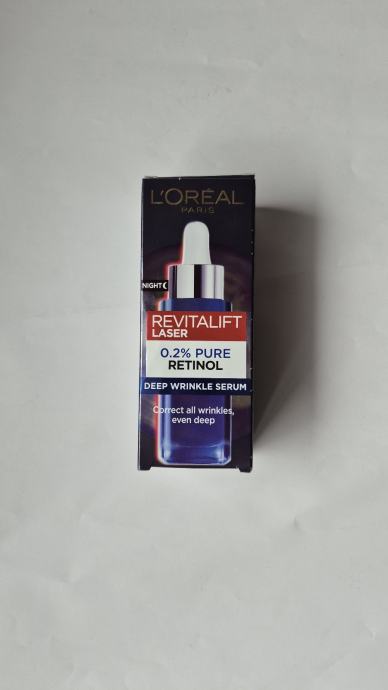 L'ORÉAL
PARIS
NIGHT
REVITALIFT
LASER
0.2% PURE
RETINOL
DEEP WRINKLE SERUM
Correct all wrinkles,
even deep